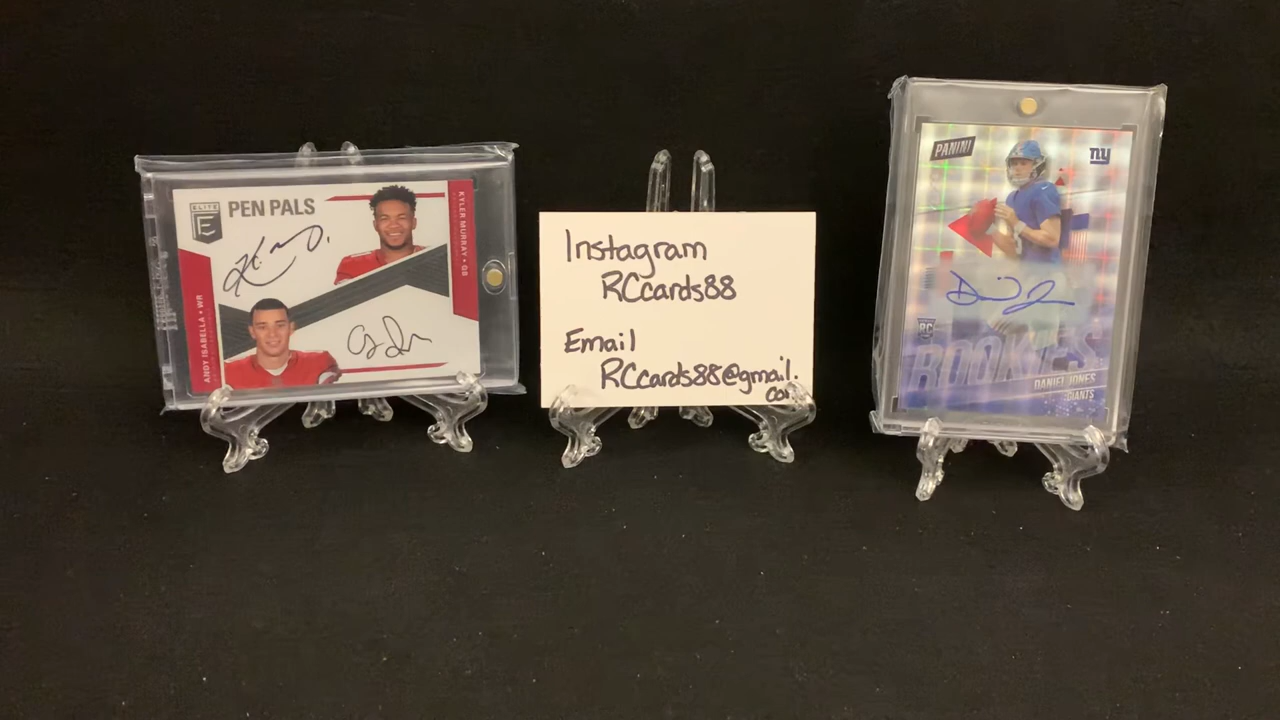 ELITE
E
PEN PALS
KYLER MURRAY • QB
ANDY ISABELLA • WR
Instagram
RCcards88
Email
RCcards88@gmail.
com
PANINI
ny
RC
ROOKIES
DANIEL JONES
GIANTS